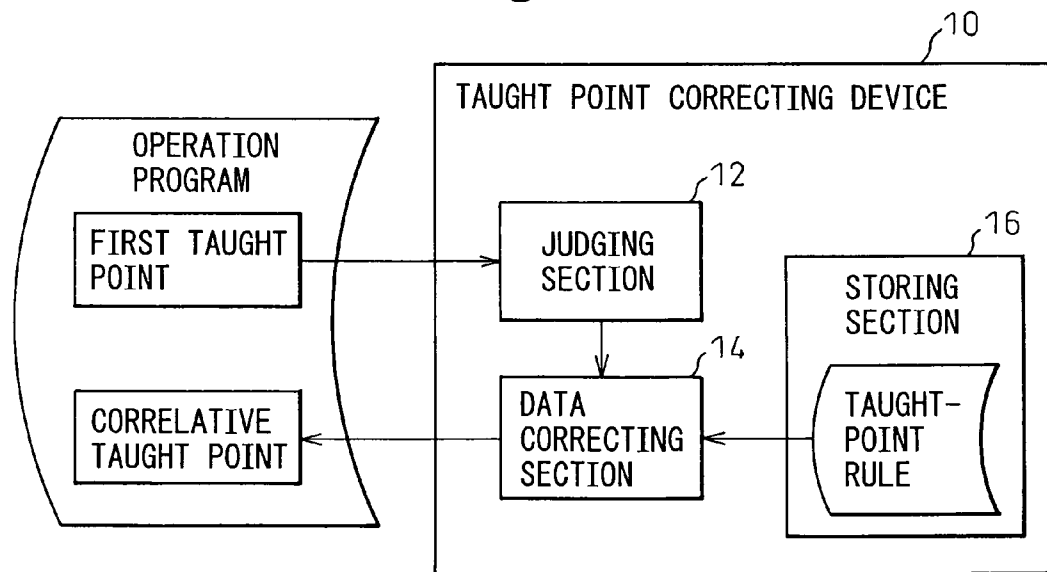 10
TAUGHT POINT CORRECTING DEVICE
OPERATION
PROGRAM
FIRST TAUGHT
POINT
12
JUDGING
SECTION
16
STORING
SECTION
14
CORRELATIVE
TAUGHT POINT
DATA
CORRECTING
SECTION
TAUGHT-
POINT
RULE